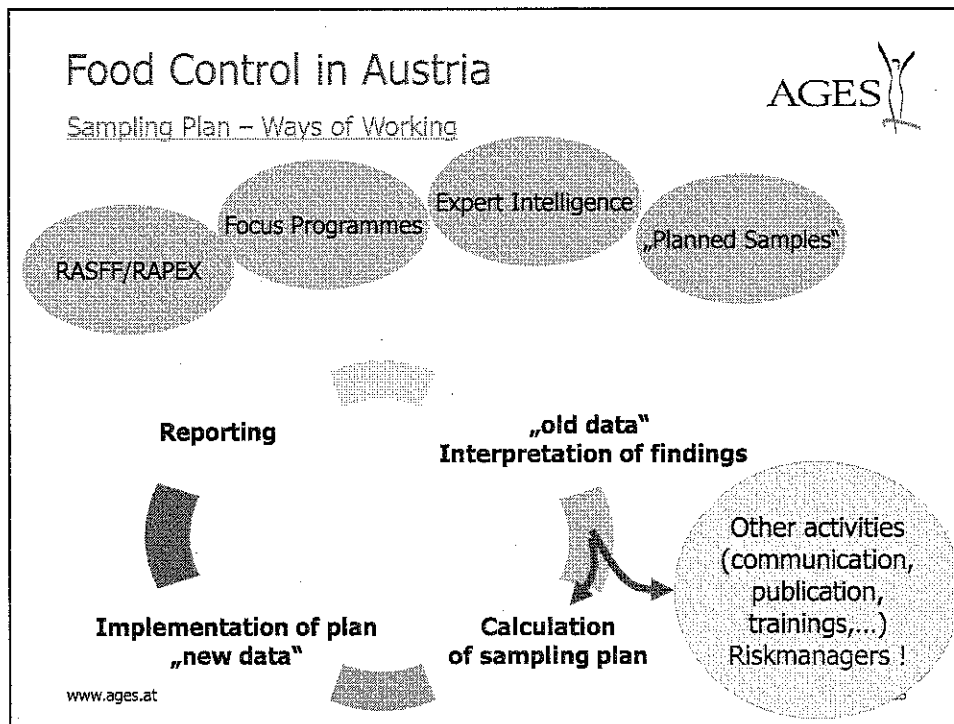 Food Control in Austria
AGES
Sampling Plan – Ways of Working
RASFF/RAPEX
Focus Programmes
Expert Intelligence
„Planned Samples“
Reporting
„old data“
Interpretation of findings
Other activities
(communication,
publication,
trainings,...)
Riskmanagers !
Implementation of plan
„new data“
Calculation
of sampling plan
www.ages.at